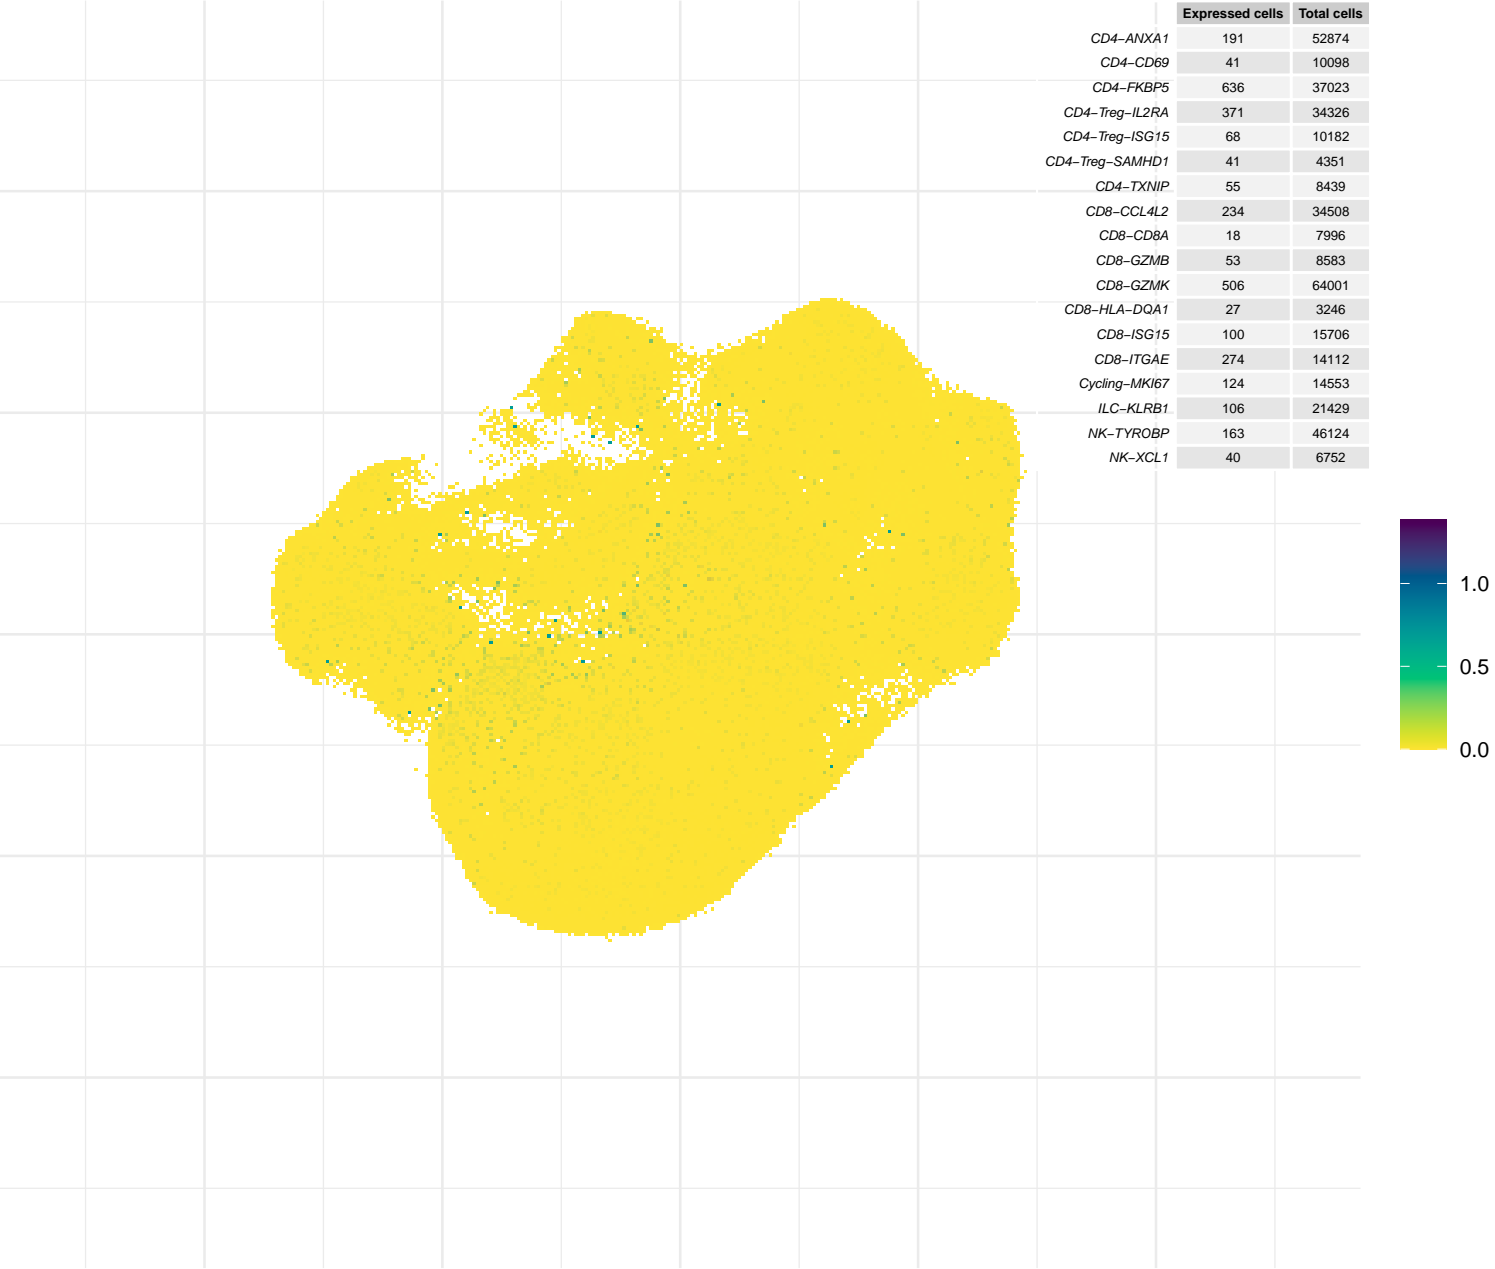 Expressed cells Total cells
CD4−ANXA1 191 52874
CD4−CD69 41 10098
CD4−FKBP5 636 37023
CD4−Treg−IL2RA 371 34326
CD4−Treg−ISG15 68 10182
CD4−Treg−SAMHD1 41 4351
CD4−TXNIP 55 8439
CD8−CCL4L2 234 34508
CD8−CD8A 18 7996
CD8−GZMB 53 8583
CD8−GZMK 506 64001
CD8−HLA−DQA1 27 3246
CD8−ISG15 100 15706
CD8−ITGAE 274 14112
Cycling−MKI67 124 14553
ILC−KLRB1 106 21429
NK−TYROBP 163 46124
NK−XCL1 40 6752
1.0
0.5
0.0